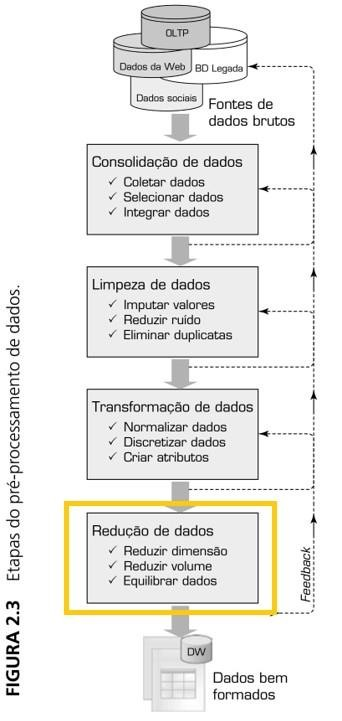 OLTP
Dados da Web
BD Legada
Dados sociais
Fontes de
dados brutos
Consolidação de dados
✓ Coletar dados
✓ Selecionar dados
✓ Integrar dados
Limpeza de dados
✓ Imputar valores
✓ Reduzir ruído
✓ Eliminar duplicatas
Transformação de dados
✓ Normalizar dados
✓ Discretizar dados
✓ Criar atributos
Redução de dados
✓ Reduzir dimensão
✓ Reduzir volume
✓ Equilibrar dados
Feedback
DW
Dados bem
formados
FIGURA 2.3 Etapas do pré-processamento de dados.